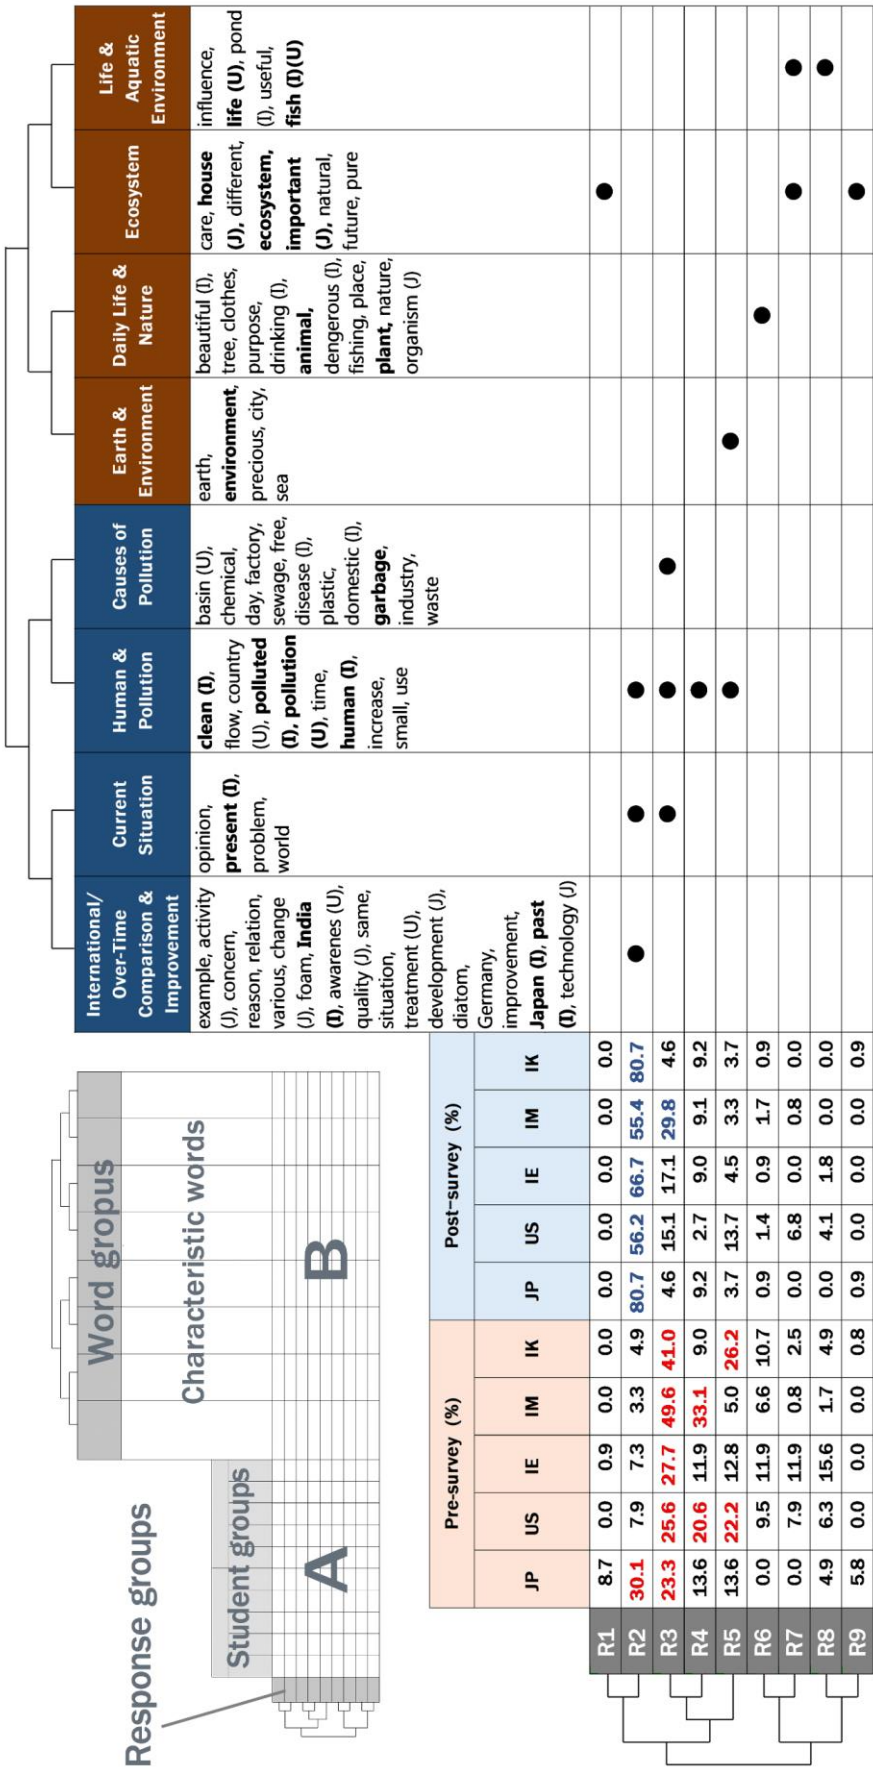 Response groups
Student groups
Word gropus
Characteristic words
A
B
International/
Over-Time
Comparison &
Improvement
Current
Situation
Human &
Pollution
Causes of
Pollution
Earth &
Environment
Daily Life &
Nature
Ecosystem
Life &
Aquatic
Environment
example, activity
(J), concern,
reason, relation,
various, change
(J), foam, India
(I), awarenes (U),
quality (J), same,
situation,
treatment (U),
development (J),
diatom,
Germany,
improvement,
Japan (I), past
(I), technology (J)
opinion,
present (I),
problem,
world
clean (I),
flow, country
(U), polluted
(I), pollution
(U), time,
human (I),
increase,
small, use
basin (U),
chemical,
day, factory,
sewage, free,
disease (I),
plastic,
domestic (I),
garbage,
industry,
waste
earth,
environment,
precious, city,
sea
beautiful (I),
tree, clothes,
purpose,
drinking (I),
animal,
dengerous (I),
fishing, place,
plant, nature,
organism (J)
care, house
(J), different,
ecosystem,
important
(J), natural,
future, pure
influence,
life (U), pond
(I), useful,
fish (I)(U)
Pre-survey (%) Post-survey (%)
JP US IE IM IK JP US IE IM IK
R1 8.7 0.0 0.9 0.0 0.0 0.0 0.0 0.0 0.0 0.0
R2 30.1 7.9 7.3 3.3 4.9 80.7 56.2 66.7 55.4 80.7
R3 23.3 25.6 27.7 49.6 41.0 4.6 15.1 17.1 29.8 4.6
R4 13.6 20.6 11.9 33.1 9.0 9.2 2.7 9.0 9.1 9.2
R5 13.6 22.2 12.8 5.0 26.2 3.7 13.7 4.5 3.3 3.7
R6 0.0 9.5 11.9 6.6 10.7 0.9 1.4 0.9 1.7 0.9
R7 0.0 7.9 11.9 0.8 2.5 0.0 6.8 0.0 0.8 0.0
R8 4.9 6.3 15.6 1.7 4.9 0.0 4.1 1.8 0.0 0.0
R9 5.8 0.0 0.0 0.0 0.8 0.9 0.0 0.0 0.0 0.9